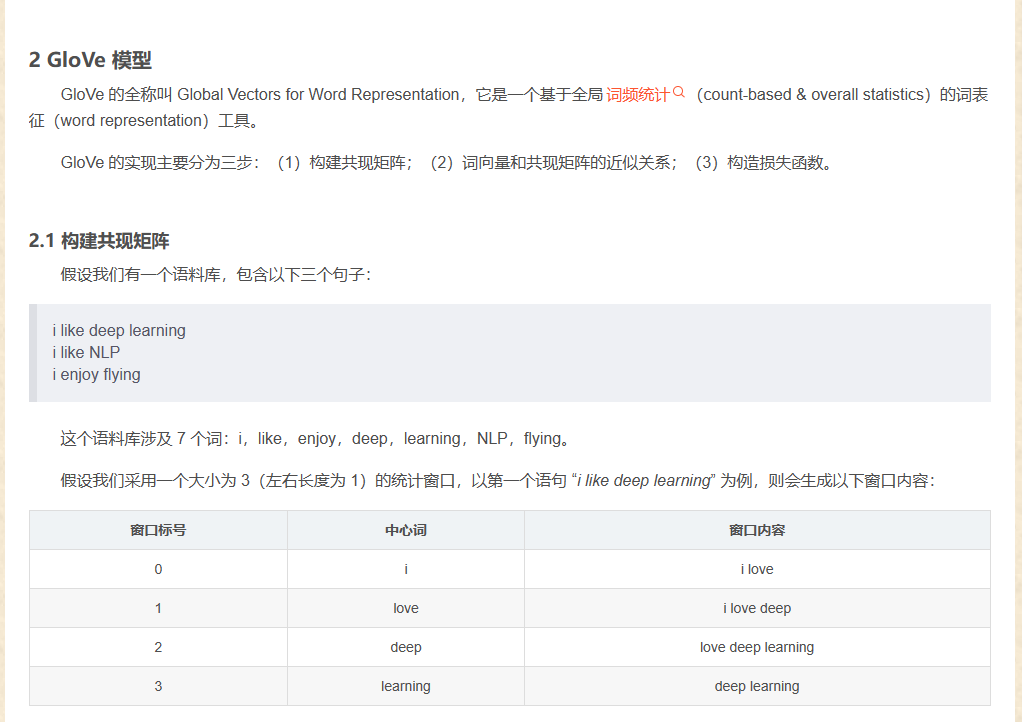 2 GloVe 模型
GloVe 的全称叫 Global Vectors for Word Representation，它是一个基于全局词频统计（count-based & overall statistics）的词表
征（word representation）工具。
GloVe 的实现主要分为三步：（1）构建共现矩阵；（2）词向量和共现矩阵的近似关系；（3）构造损失函数。
2.1 构建共现矩阵
假设我们有一个语料库，包含以下三个句子：
i like deep learning
i like NLP
i enjoy flying
这个语料库涉及 7 个词：i，like，enjoy，deep，learning，NLP，flying。
假设我们采用一个大小为 3（左右长度为 1）的统计窗口，以第一个语句 “i like deep learning” 为例，则会生成以下窗口内容：
窗口标号 中心词 窗口内容
0 i i love
1 love i love deep
2 deep love deep learning
3 learning deep learning